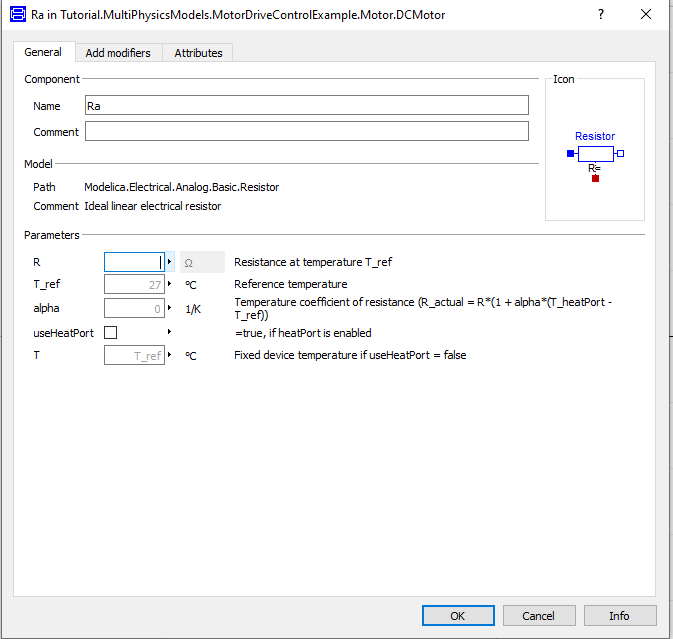 Ra in Tutorial.MultiPhysicsModels.MotorDriveControlExample.Motor.DCMotor ?
General Add modifiers Attributes
Component
Name Ra
Comment
Icon
Resistor
R=
Model
Path Modelica.Electrical.Analog.Basic.Resistor
Comment Ideal linear electrical resistor
Parameters
R Ω Resistance at temperature T_ref
T_ref 27 °C Reference temperature
alpha 0 1/K Temperature coefficient of resistance (R_actual = R*(1 + alpha*(T_heatPort -
T_ref))
useHeatPort =true, if heatPort is enabled
T T_ref °C Fixed device temperature if useHeatPort = false
OK Cancel Info